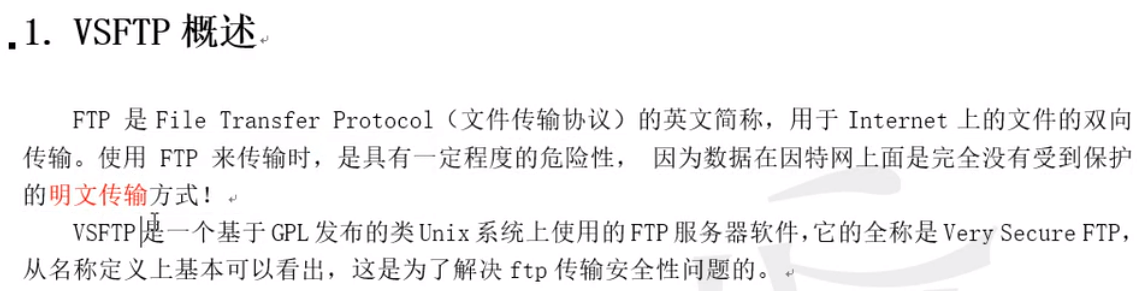 1. VSFTP 概述
FTP 是 File Transfer Protocol（文件传输协议）的英文简称，用于 Internet 上的文件的双向
传输。使用 FTP 来传输时，是具有一定程度的危险性， 因为数据在因特网上面是完全没有受到保护
的明文传输方式！
VSFTP 是一个基于 GPL 发布的类 Unix 系统上使用的 FTP 服务器软件，它的全称是 Very Secure FTP，
从名称定义上基本可以看出，这是为了解决 ftp 传输安全性问题的。